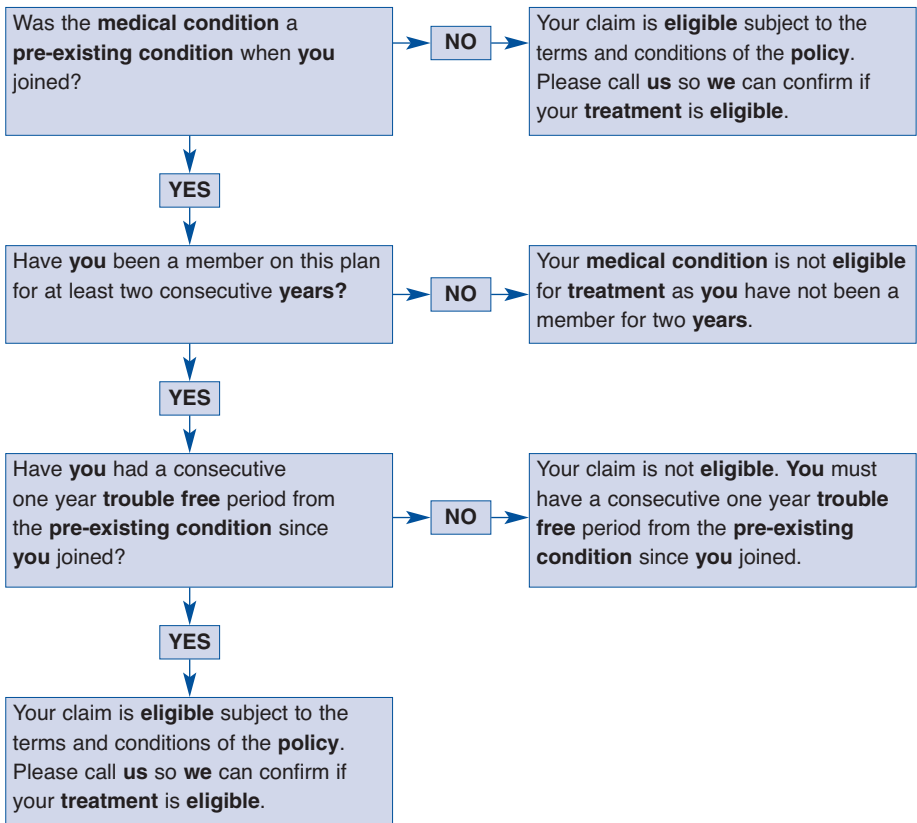 Was the medical condition a
pre-existing condition when you
joined?
NO
Your claim is eligible subject to the
terms and conditions of the policy.
Please call us so we can confirm if
your treatment is eligible.
YES
Have you been a member on this plan
for at least two consecutive years?
NO
Your medical condition is not eligible
for treatment as you have not been a
member for two years.
YES
Have you had a consecutive
one year trouble free period from
the pre-existing condition since
you joined?
NO
Your claim is not eligible. You must
have a consecutive one year trouble
free period from the pre-existing
condition since you joined.
YES
Your claim is eligible subject to the
terms and conditions of the policy.
Please call us so we can confirm if
your treatment is eligible.